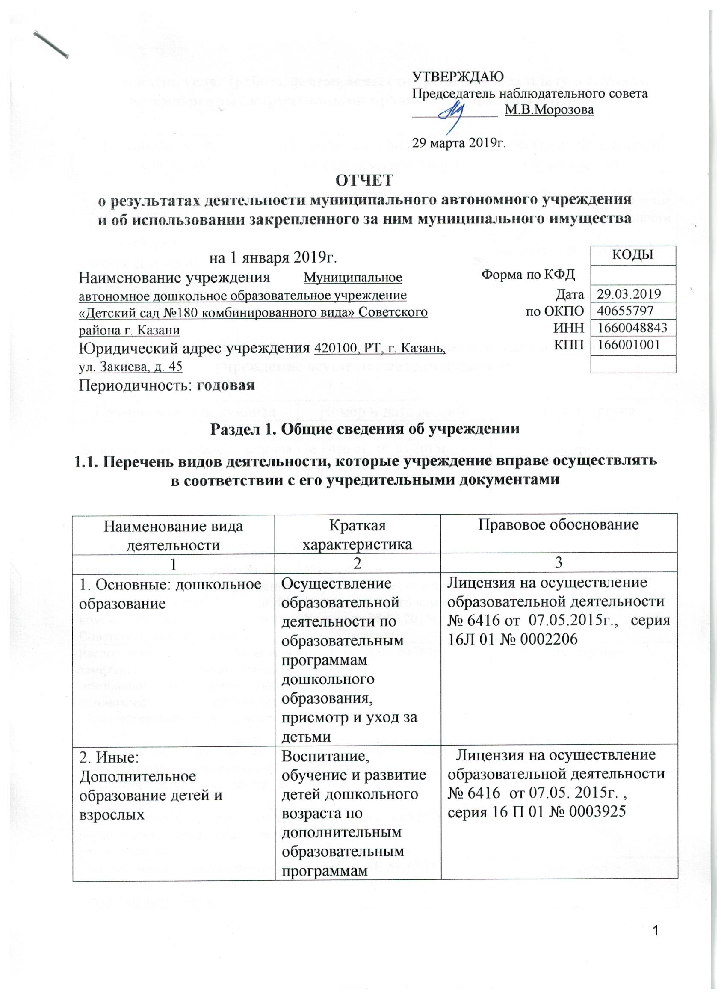 УТВЕРЖДАЮ
Председатель наблюдательного совета
М.В.Морозова
29 марта 2019г.
ОТЧЕТ
о результатах деятельности муниципального автономного учреждения
и об использовании закрепленного за ним муниципального имущества
на 1 января 2019г.
Наименование учреждения Муниципальное
автономное дошкольное образовательное учреждение
«Детский сад №180 комбинированного вида» Советского
района г. Казани
Юридический адрес учреждения 420100, РТ, г. Казань,
ул. Закиева, д. 45
Периодичность: годовая
КОДЫ
Форма по КФД
Дата 29.03.2019
по ОКПО 40655797
ИНН 1660048843
КПП 166001001
Раздел 1. Общие сведения об учреждении
1.1. Перечень видов деятельности, которые учреждение вправе осуществлять
в соответствии с его учредительными документами
Наименование вида
деятельности
Краткая
характеристика
Правовое обоснование
1
2
3
1. Основные: дошкольное
образование
Осуществление
образовательной
деятельности по
образовательным
программам
дошкольного
образования,
присмотр и уход за
детьми
Лицензия на осуществление
образовательной деятельности
№ 6416 от 07.05.2015г., серия
16Л 01 № 0002206
2. Иные:
Дополнительное
образование детей и
взрослых
Воспитание,
обучение и развитие
детей дошкольного
возраста по
дополнительным
образовательным
программам
Лицензия на осуществление
образовательной деятельности
№ 6416 от 07.05. 2015г. ,
серия 16 П 01 № 0003925
1